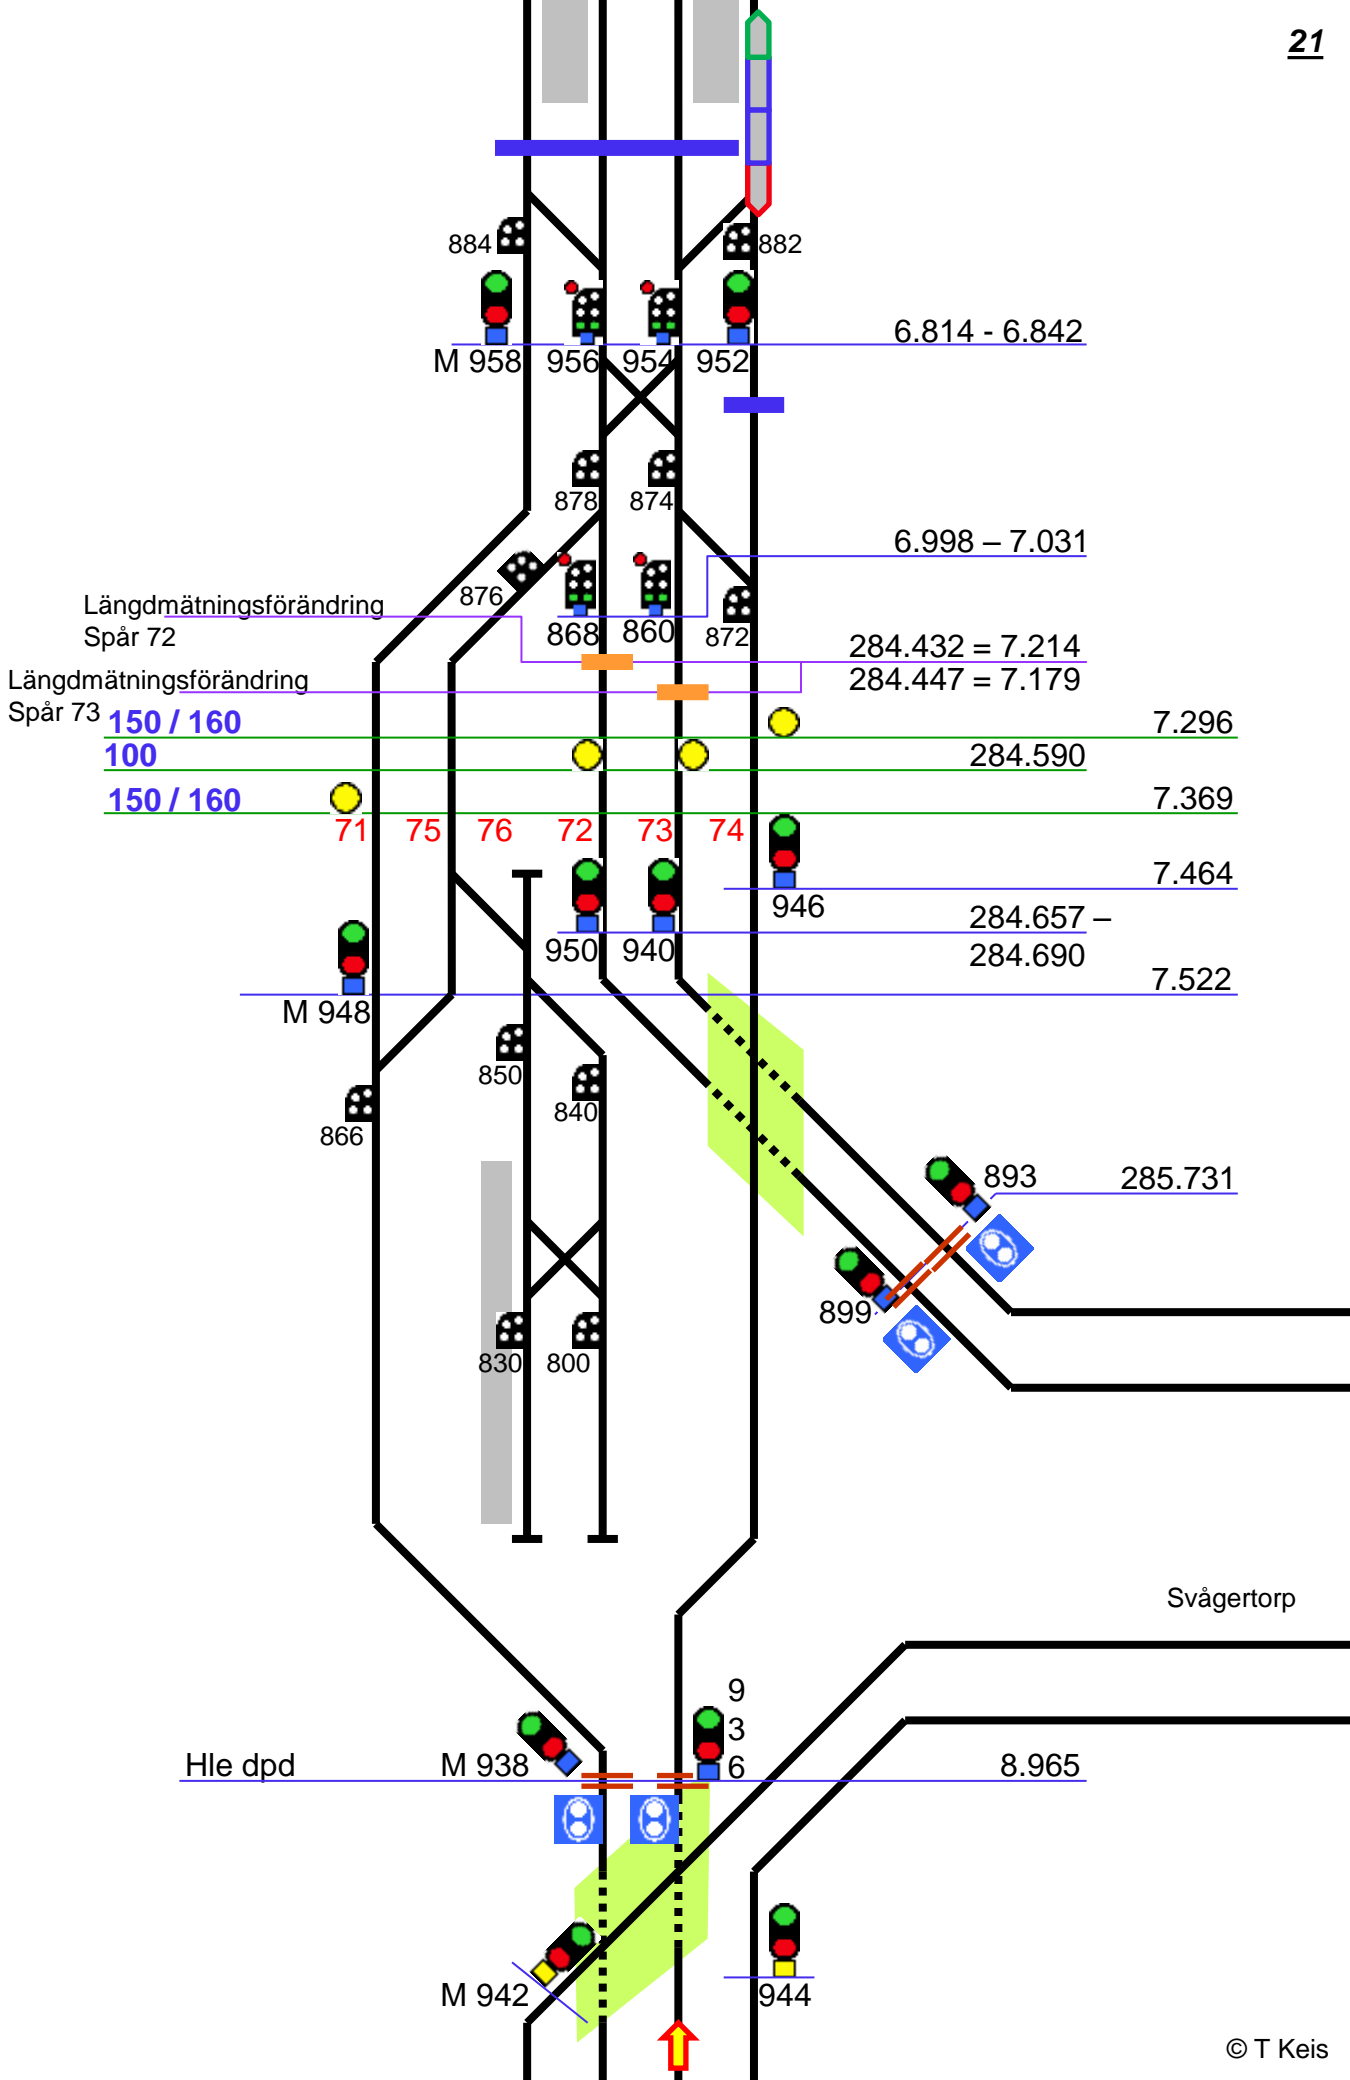 21
884
882
6.814 - 6.842
M 958
956
954
952
878
874
6.998 – 7.031
876
Längdmätningsförändring
Spår 72
868
860
872
284.432 = 7.214
Längdmätningsförändring
Spår 73
284.447 = 7.179
150 / 160
7.296
100
284.590
150 / 160
7.369
71
75
76
72
73
74
7.464
946
284.657 –
284.690
950
940
7.522
M 948
850
840
866
893
285.731
899
830
800
Svågertorp
9
3
6
Hle dpd
M 938
8.965
M 942
944
© T Keis